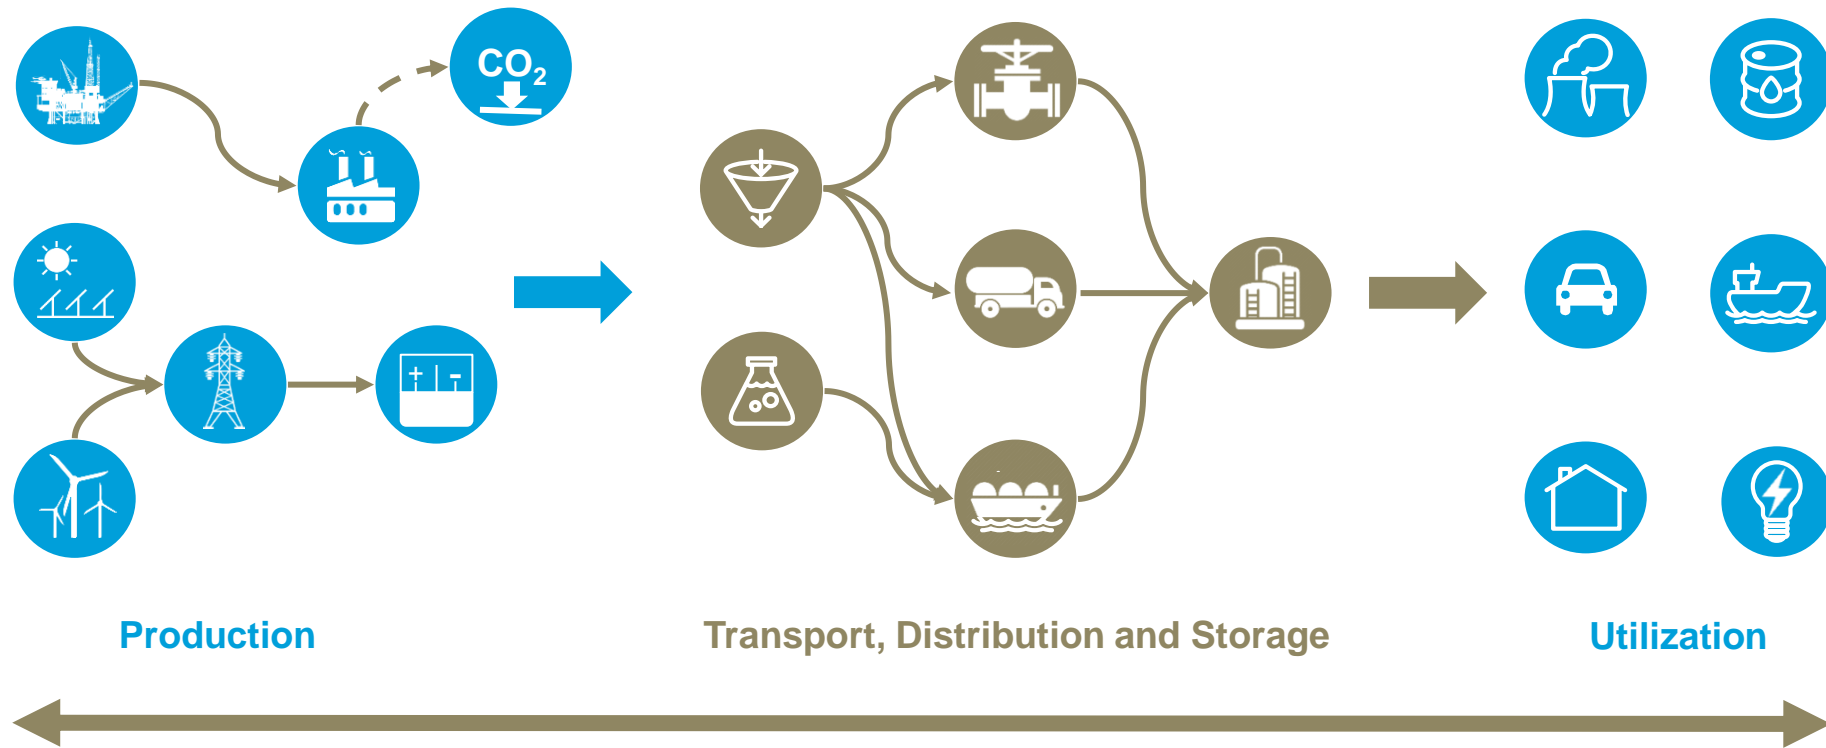 CO2
+ -
Production
Transport, Distribution and Storage
Utilization